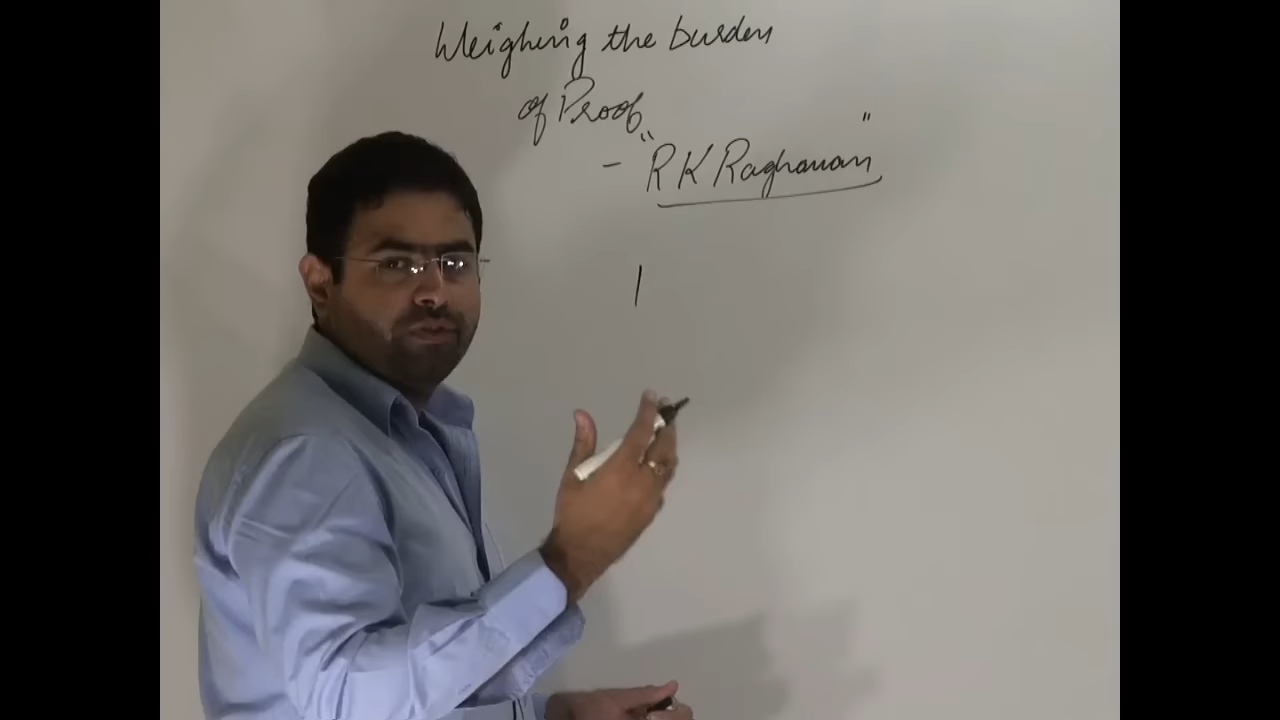 Weighing the burden
of Proof
- "R K Raghavan"